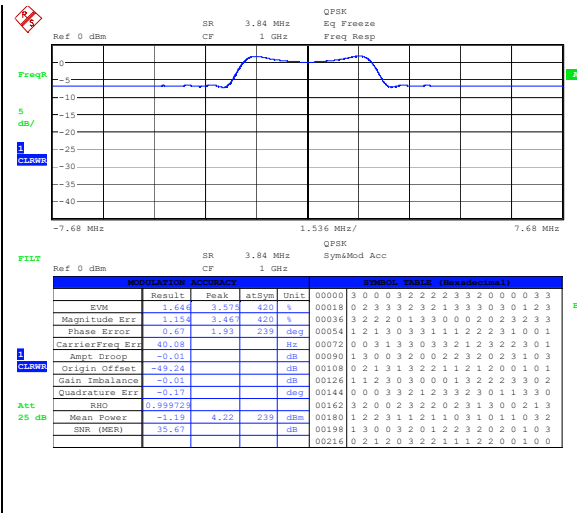 QPSK
SR 3.84 MHz Eq Freeze
Ref 0 dBm CF 1 GHz Freq Resp
FreqR
5
dB/
1
CLRWR
0
-5
-10
-15
-20
-25
-30
-35
-40
-7.68 MHz 1.536 MHz/ 7.68 MHz
QPSK
FILT SR 3.84 MHz Sym&Mod Acc
Ref 0 dBm CF 1 GHz
MODULATION ACCURACY SYMBOL TABLE (Hexadecimal)
Result Peak atSym Unit 00000 3 0 0 0 3 2 2 2 2 3 3 2 0 0 0 0 3 3
EVM 1.646 3.575 420 % 00018 0 2 3 3 3 2 3 2 1 3 3 3 0 3 0 1 2 3
Magnitude Err 1.154 3.467 420 % 00036 3 2 2 2 0 1 3 3 0 0 0 2 0 2 3 2 3 3
Phase Error 0.67 1.93 239 deg 00054 1 2 1 3 0 3 3 1 1 1 2 2 2 3 1 0 0 1
CarrierFreq Err 40.08 Hz 00072 0 0 3 1 3 3 0 3 3 2 1 2 3 2 2 3 0 1
Ampt Droop -0.01 dB 00090 1 3 0 0 3 2 0 0 2 2 3 2 0 2 3 1 0 3
Origin Offset -49.24 dB 00108 0 2 1 3 1 3 2 2 1 1 2 1 2 0 0 1 0 1
Gain Imbalance -0.01 dB 00126 1 1 2 3 0 3 0 0 0 1 3 2 2 2 3 3 0 2
Quadrature Err -0.17 deg 00144 0 0 0 3 3 2 1 2 3 3 2 3 0 1 1 3 3 0
RHO 0.999729 00162 3 2 0 0 2 3 2 2 0 2 3 1 3 0 0 2 1 3
Mean Power -1.19 4.22 239 dBm 00180 1 2 2 3 1 1 2 1 1 3 1 0 1 1 0 3 2
SNR (MER) 35.67 dB 00198 1 3 0 0 3 2 0 1 2 2 3 2 0 2 2 0 1 0
00216 0 2 1 2 0 3 2 2 1 1 1 2 2 0 0 1 0 0
1
CLRWR
Att
25 dB